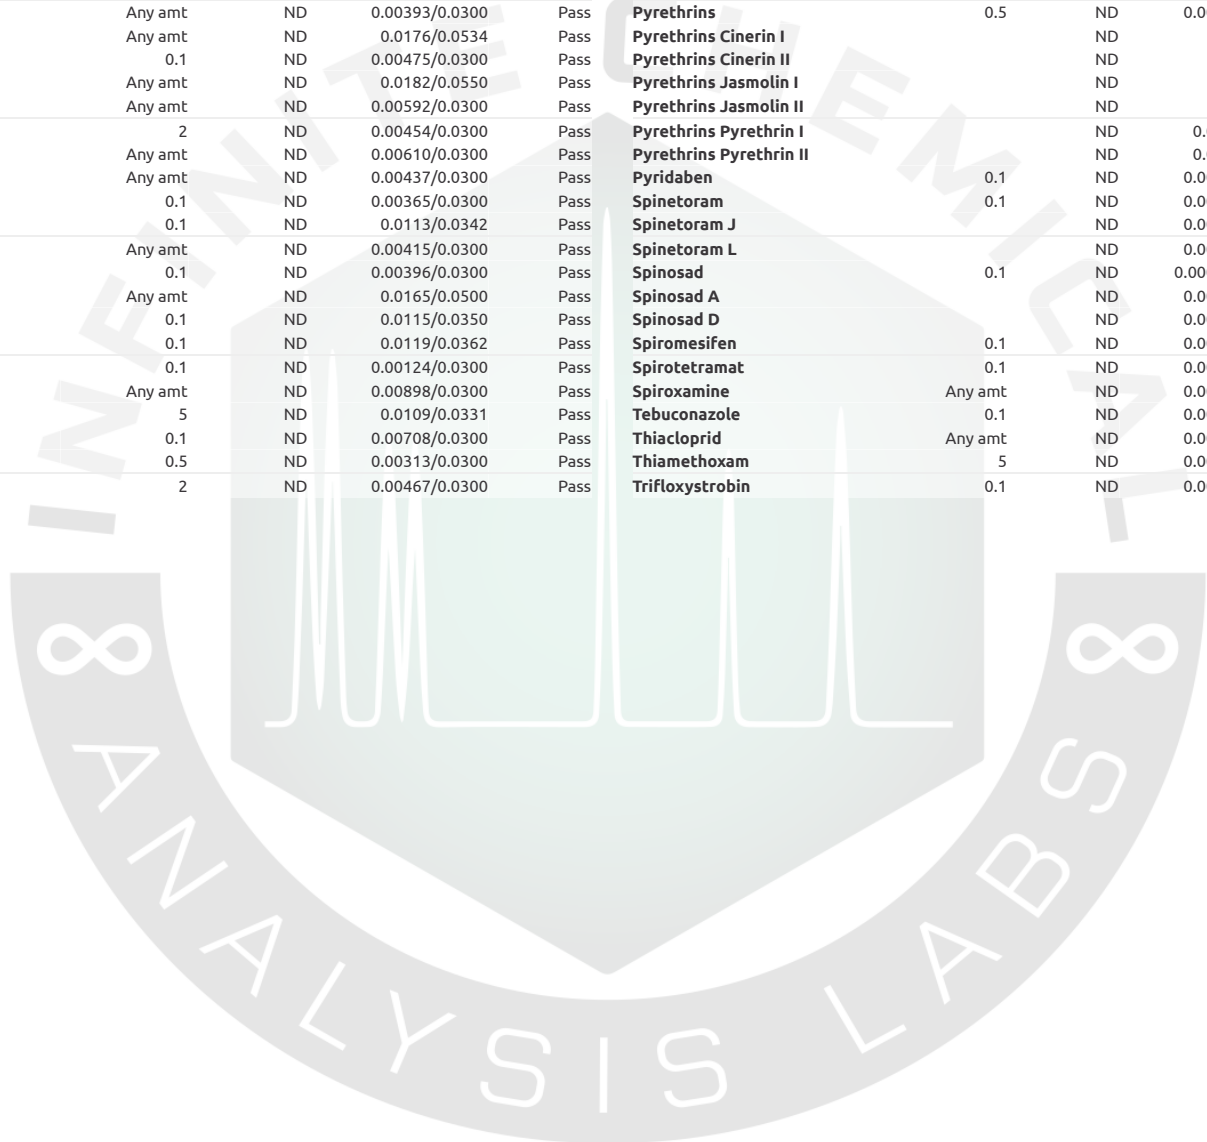 Any amt ND 0.00393/0.0300 Pass Pyrethrins 0.5 ND
Any amt ND 0.0176/0.0534 Pass Pyrethrins Cinerin I ND
0.1 ND 0.00475/0.0300 Pass Pyrethrins Cinerin II ND
Any amt ND 0.0182/0.0550 Pass Pyrethrins Jasmolin I ND
Any amt ND 0.00592/0.0300 Pass Pyrethrins Jasmolin II ND
2 ND 0.00454/0.0300 Pass Pyrethrins Pyrethrin I ND
Any amt ND 0.00610/0.0300 Pass Pyrethrins Pyrethrin II ND
Any amt ND 0.00437/0.0300 Pass Pyridaben 0.1 ND
0.1 ND 0.00365/0.0300 Pass Spinetoram 0.1 ND
0.1 ND 0.0113/0.0342 Pass Spinetoram J ND
Any amt ND 0.00415/0.0300 Pass Spinetoram L ND
0.1 ND 0.00396/0.0300 Pass Spinosad 0.1 ND
Any amt ND 0.0165/0.0500 Pass Spinosad A ND
0.1 ND 0.0115/0.0350 Pass Spinosad D ND
0.1 ND 0.0119/0.0362 Pass Spiromesifen 0.1 ND
0.1 ND 0.00124/0.0300 Pass Spirotetramat 0.1 ND
Any amt ND 0.00898/0.0300 Pass Spiroxamine Any amt ND
5 ND 0.0109/0.0331 Pass Tebuconazole 0.1 ND
0.1 ND 0.00708/0.0300 Pass Thiacloprid Any amt ND
0.5 ND 0.00313/0.0300 Pass Thiamethoxam 5 ND
2 ND 0.00467/0.0300 Pass Trifloxystrobin 0.1 ND
INFINITE CHEMICAL
∞ ANALYSIS LABS ∞